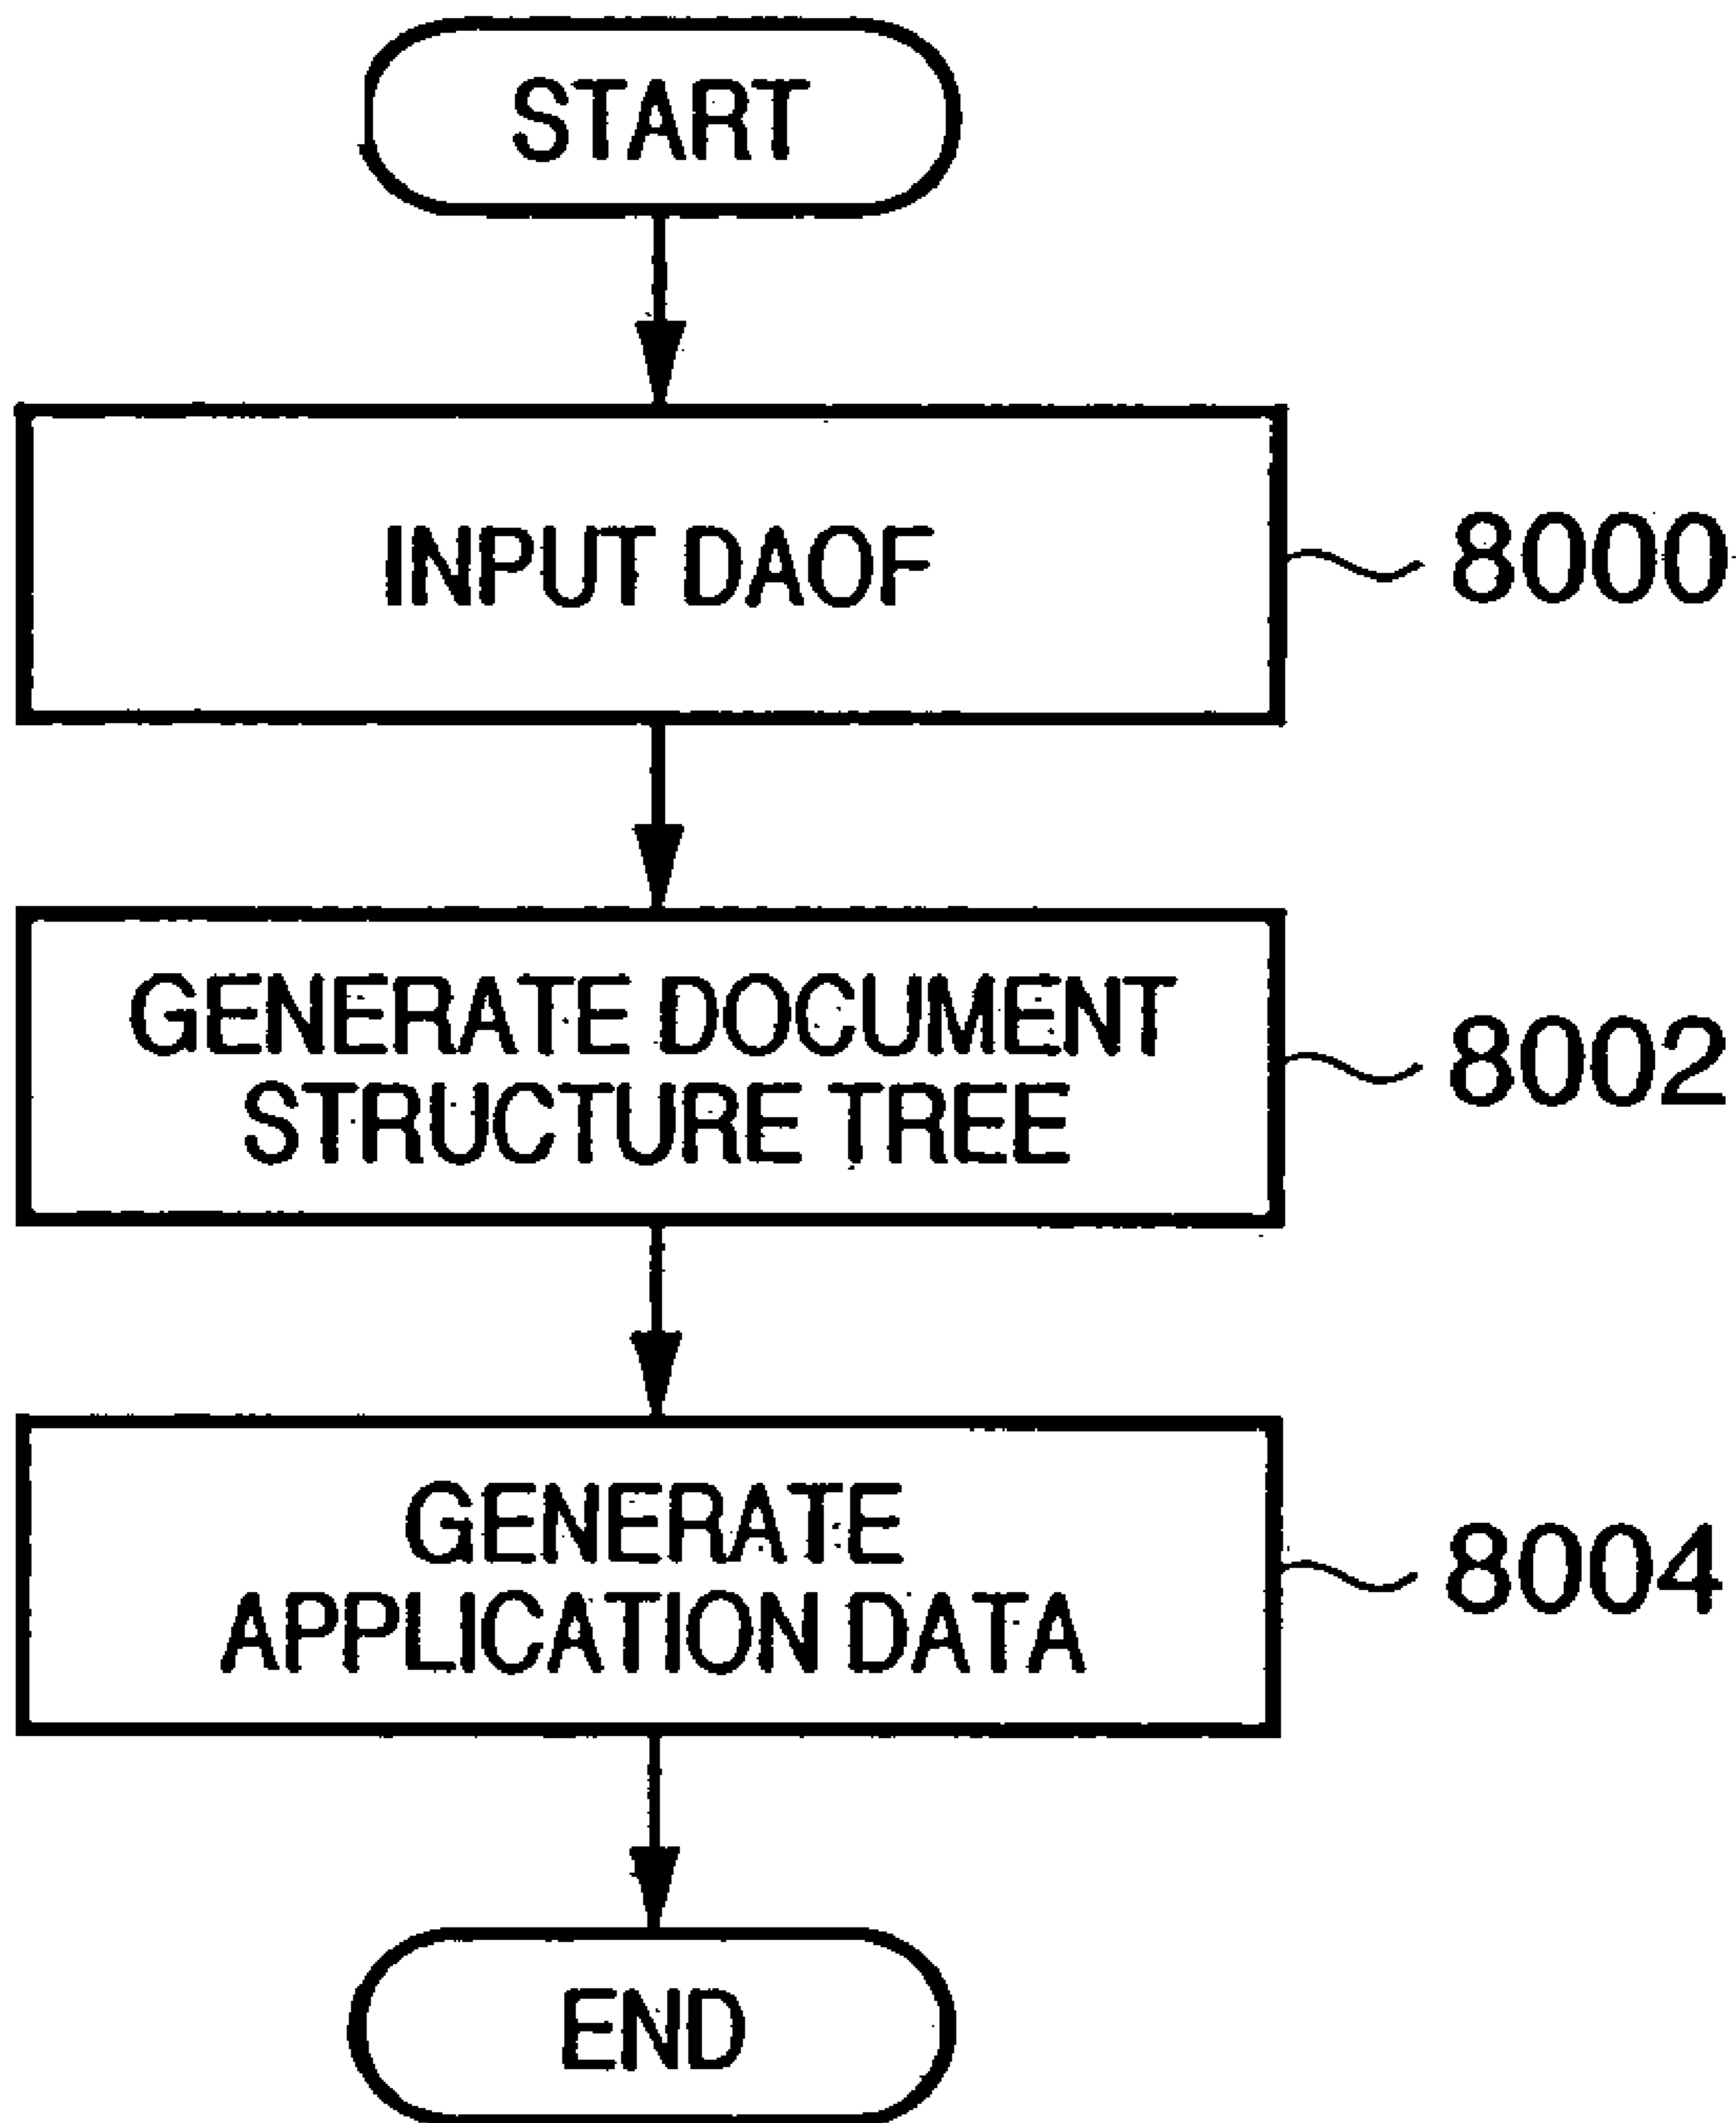 START
INPUT DAOF
8000
GENERATE DOCUMENT
STRUCTURE TREE
8002
GENERATE
APPLICATION DATA
8004
END